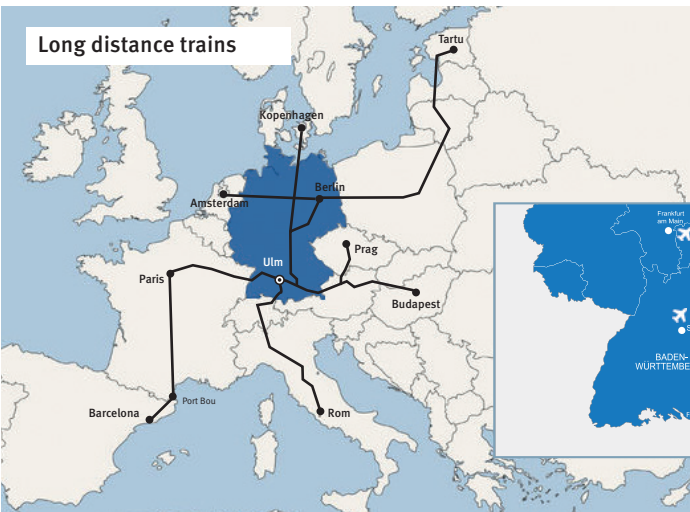 Long distance trains
Tartu
Kopenhagen
Berlin
Amsterdam
Prag
Ulm
Paris
Budapest
Port Bou
Barcelona
Rom
Frankfurt
am Main
BADEN-